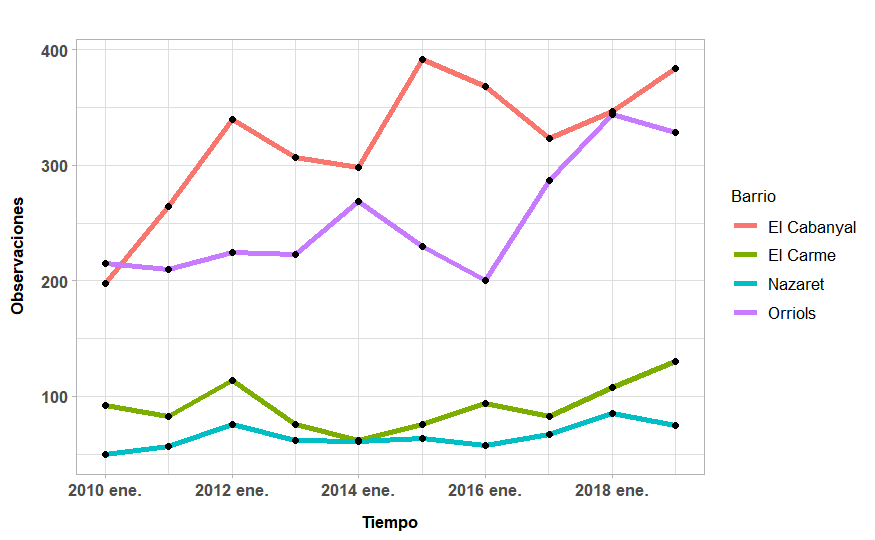 400
300
200
100
Observaciones
2010 ene.
2012 ene.
2014 ene.
2016 ene.
2018 ene.
Tiempo
Barrio
El Cabanyal
El Carme
Nazaret
Orriols